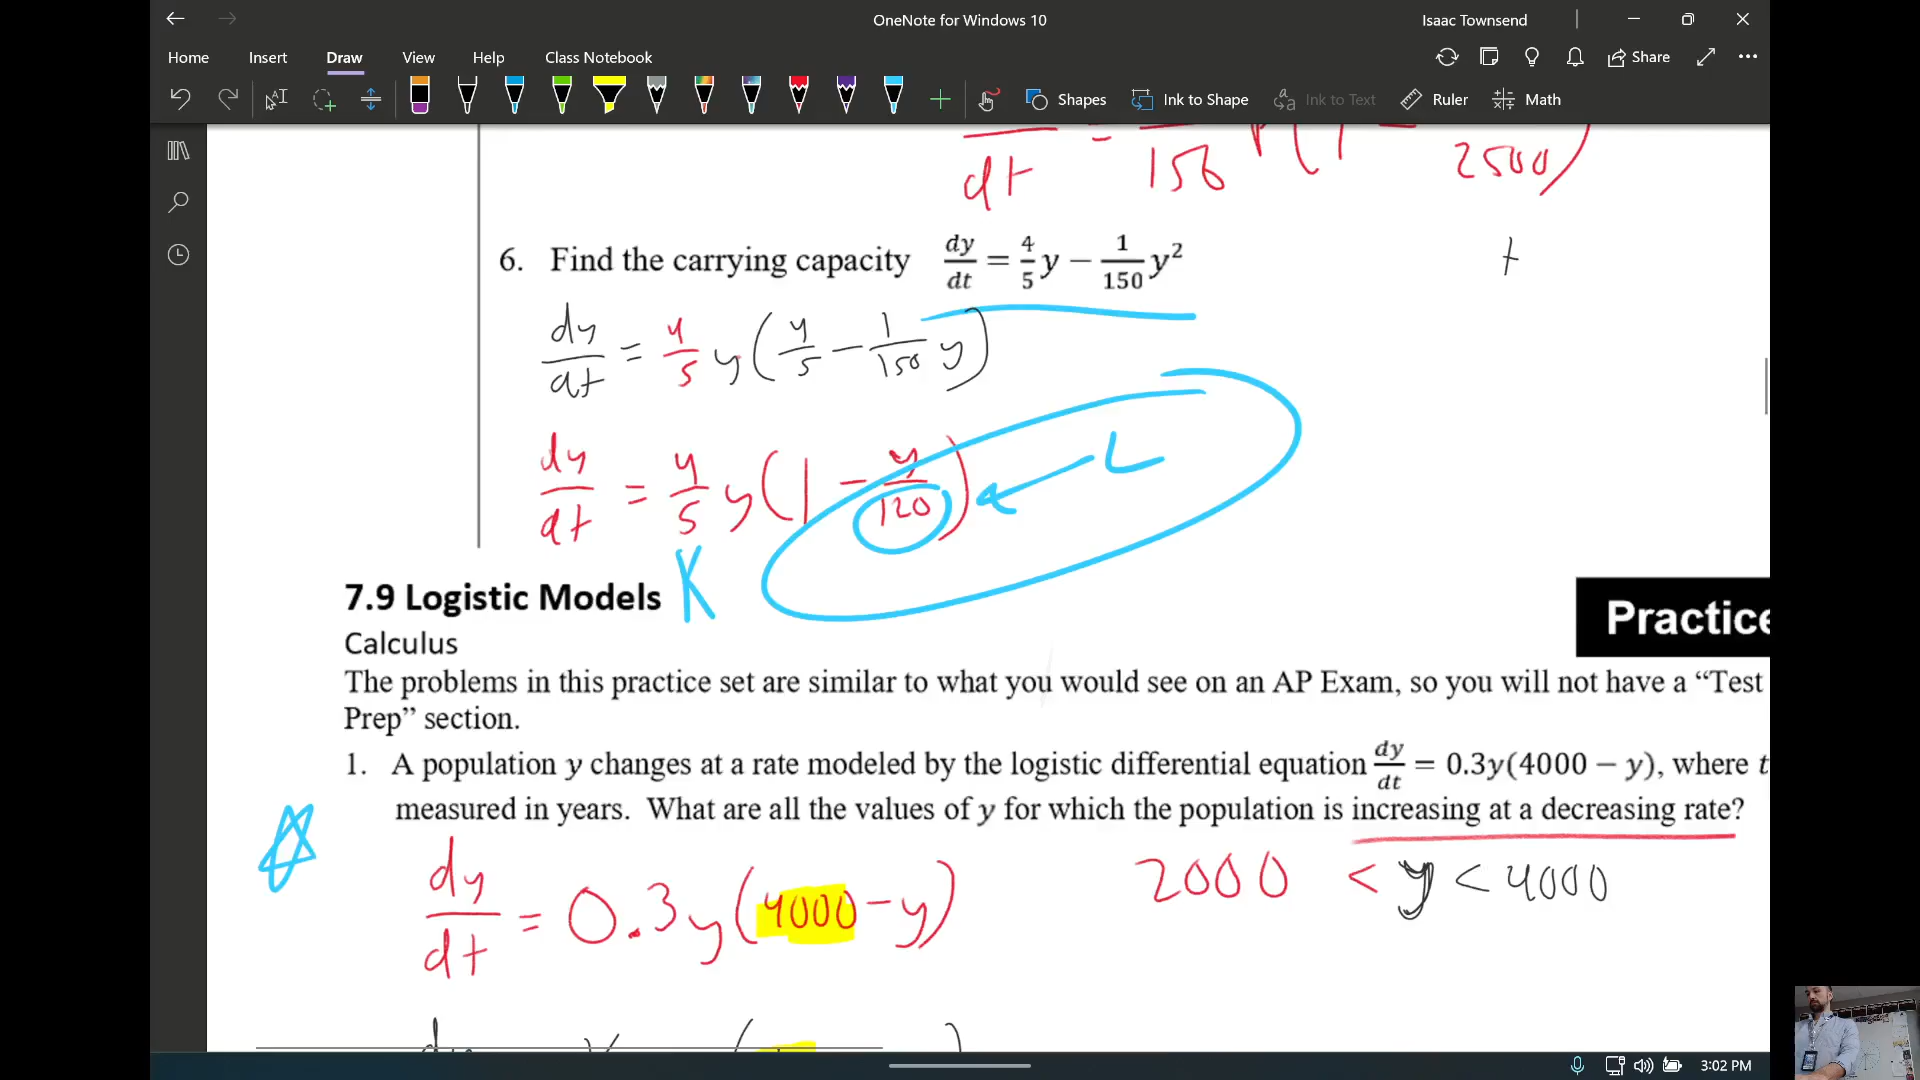 OneNote for Windows 10
Isaac Townsend
Home Insert Draw View Help Class Notebook Share
Shapes Ink to Shape Ink to Text Ruler Math
dt = 156 2500)
6. Find the carrying capacity dy/dt = 4/5 y − 1/150 y²
t
dy/dt = 4/5 y (4/5 − 1/150 y)
dy/dt = 4/5 y (1 − y/120) ← L
7.9 Logistic Models K
Practice
Calculus
The problems in this practice set are similar to what you would see on an AP Exam, so you will not have a “Test
Prep” section.
1. A population y changes at a rate modeled by the logistic differential equation dy/dt = 0.3y(4000 − y), where t
measured in years. What are all the values of y for which the population is increasing at a decreasing rate?
dy/dt = 0.3y(4000 − y) 2000 < y < 4000
3:02 PM